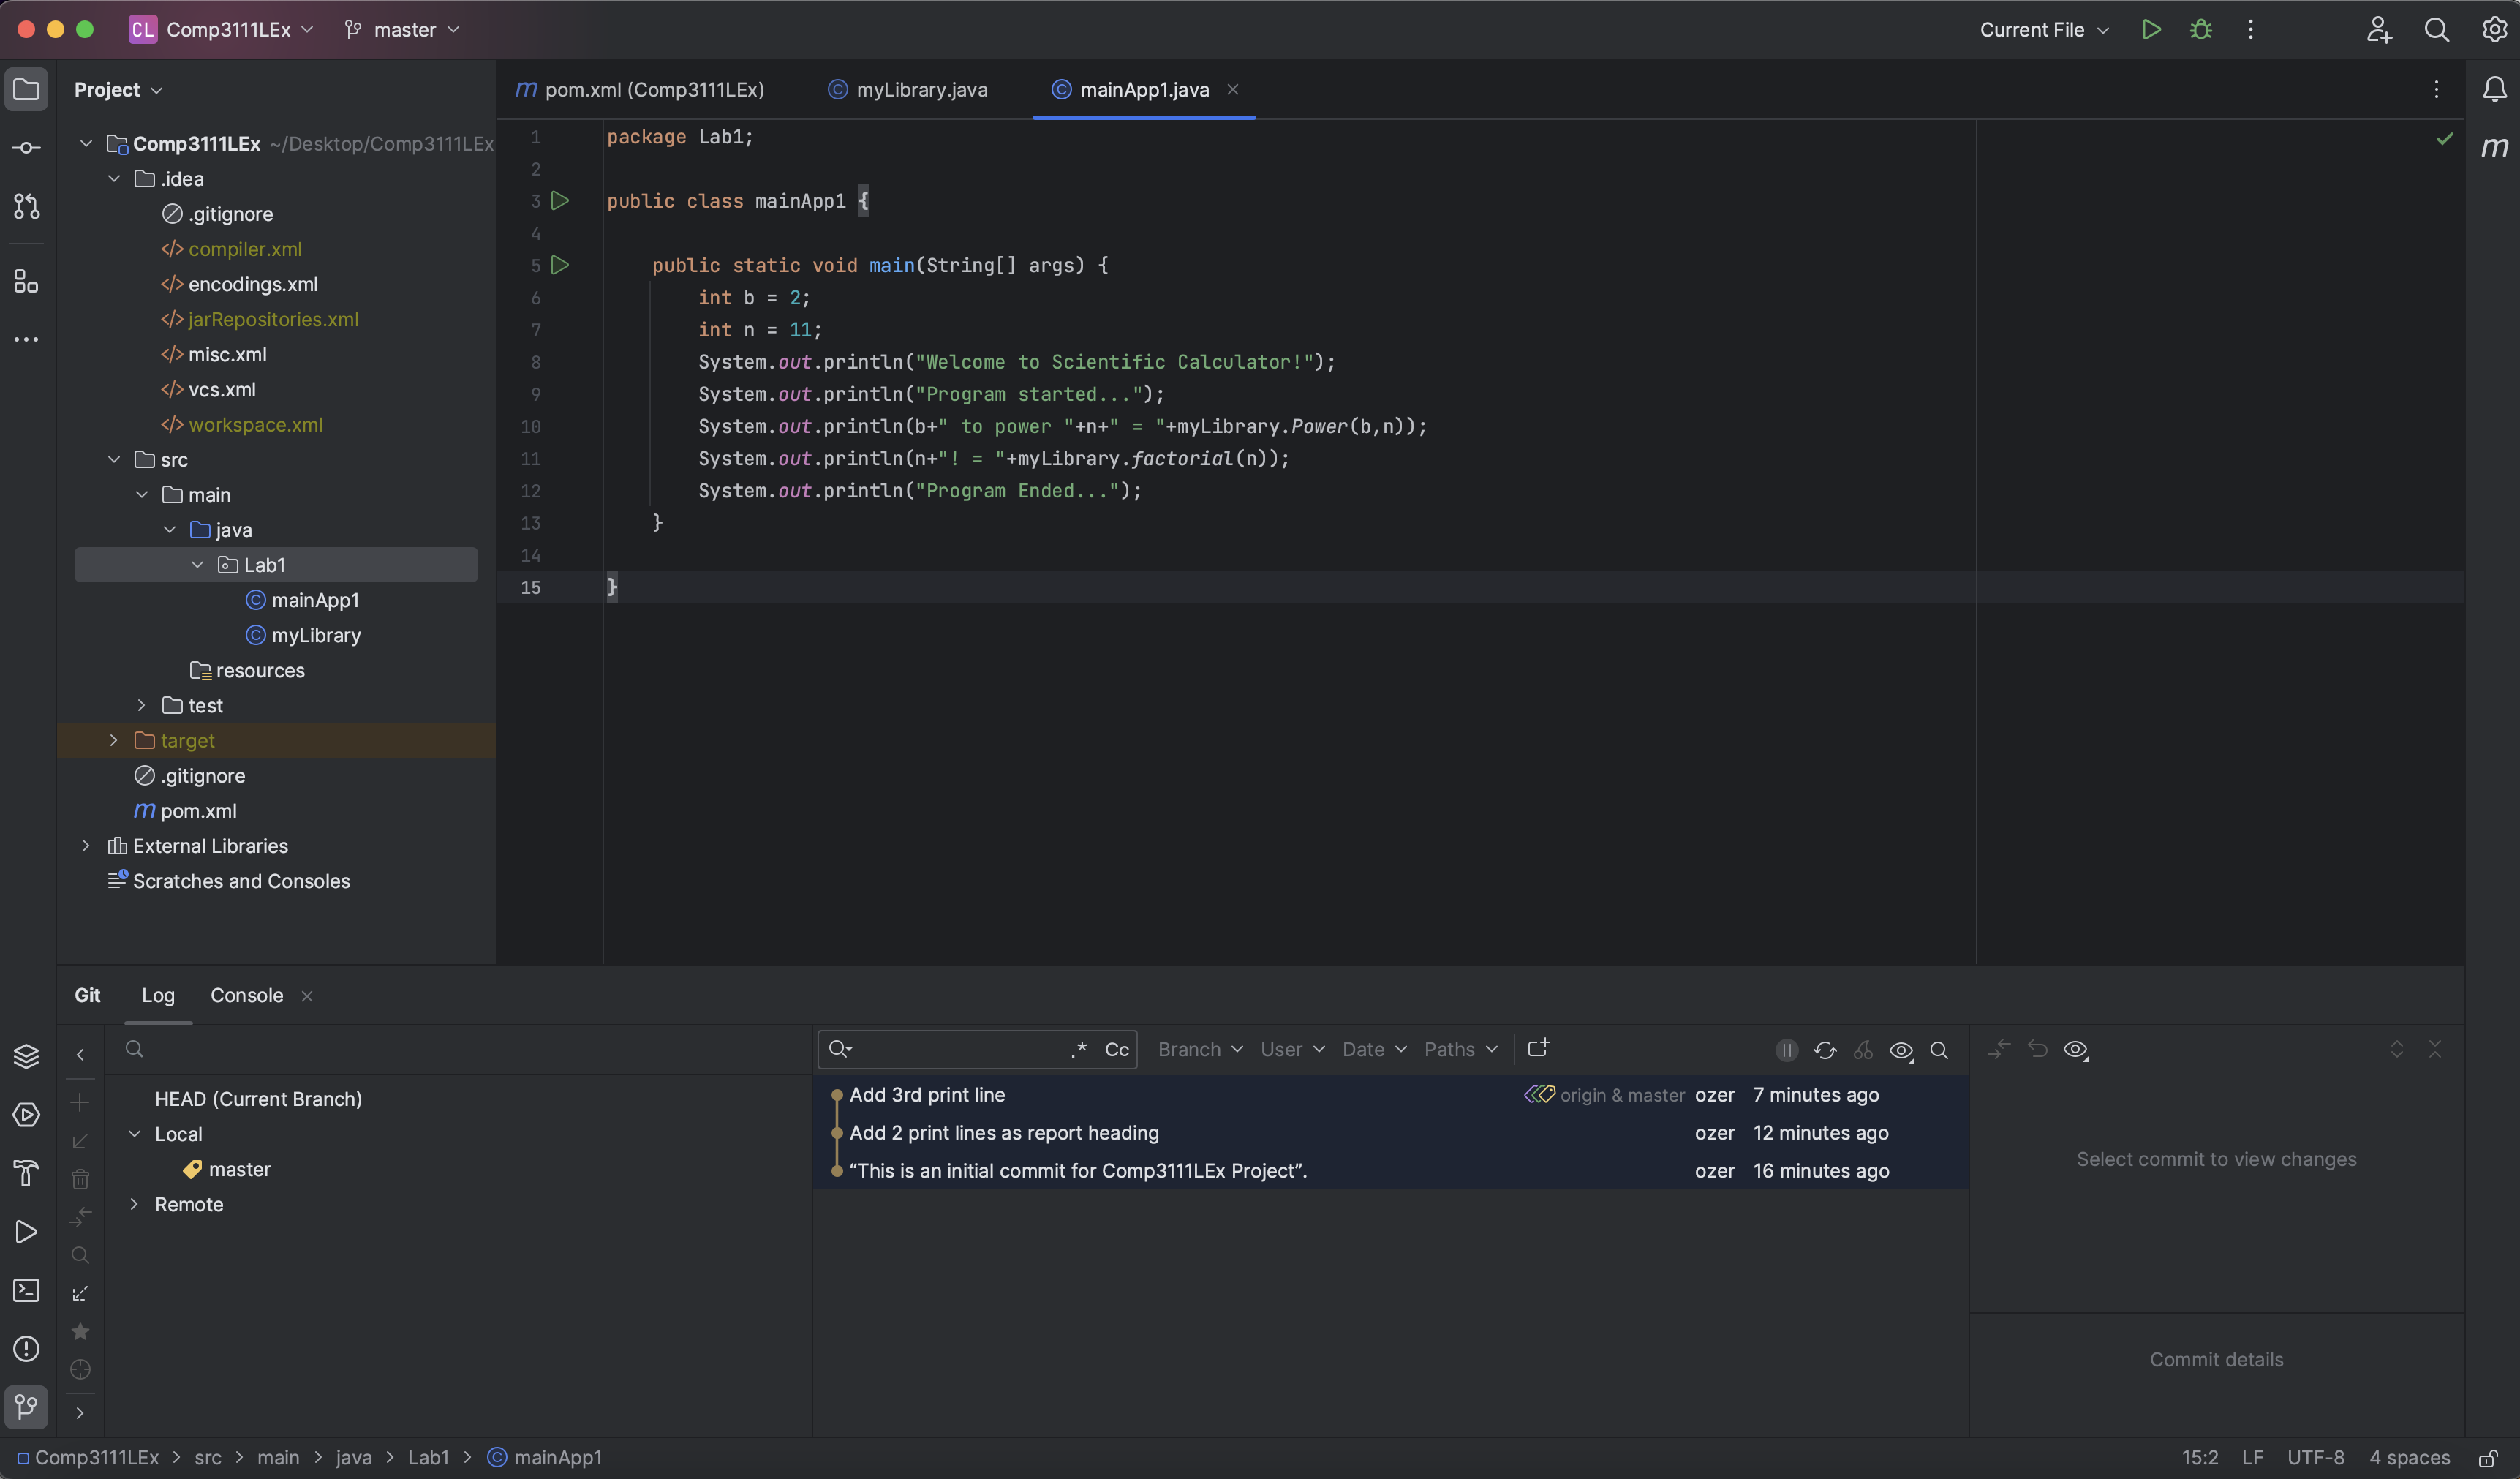 CL Comp3111LEx master Current File
Project
pom.xml (Comp3111LEx) myLibrary.java mainApp1.java
Comp3111LEx ~/Desktop/Comp3111LEx
.idea
.gitignore
compiler.xml
encodings.xml
jarRepositories.xml
misc.xml
vcs.xml
workspace.xml
src
main
java
Lab1
mainApp1
myLibrary
resources
test
target
.gitignore
m pom.xml
External Libraries
Scratches and Consoles
1 package Lab1;
2
3 public class mainApp1 {
4
5 public static void main(String[] args) {
6 int b = 2;
7 int n = 11;
8 System.out.println("Welcome to Scientific Calculator!");
9 System.out.println("Program started...");
10 System.out.println(b+" to power "+n+" = "+myLibrary.Power(b,n));
11 System.out.println(n+"! = "+myLibrary.factorial(n));
12 System.out.println("Program Ended...");
13 }
14
15 }
Git Log Console
.* Cc Branch User Date Paths
HEAD (Current Branch)
Local
master
Remote
Add 3rd print line origin & master ozer 7 minutes ago
Add 2 print lines as report heading ozer 12 minutes ago
“This is an initial commit for Comp3111LEx Project”. ozer 16 minutes ago
Select commit to view changes
Commit details
Comp3111LEx > src > main > java > Lab1 > mainApp1 15:2 LF UTF-8 4 spaces